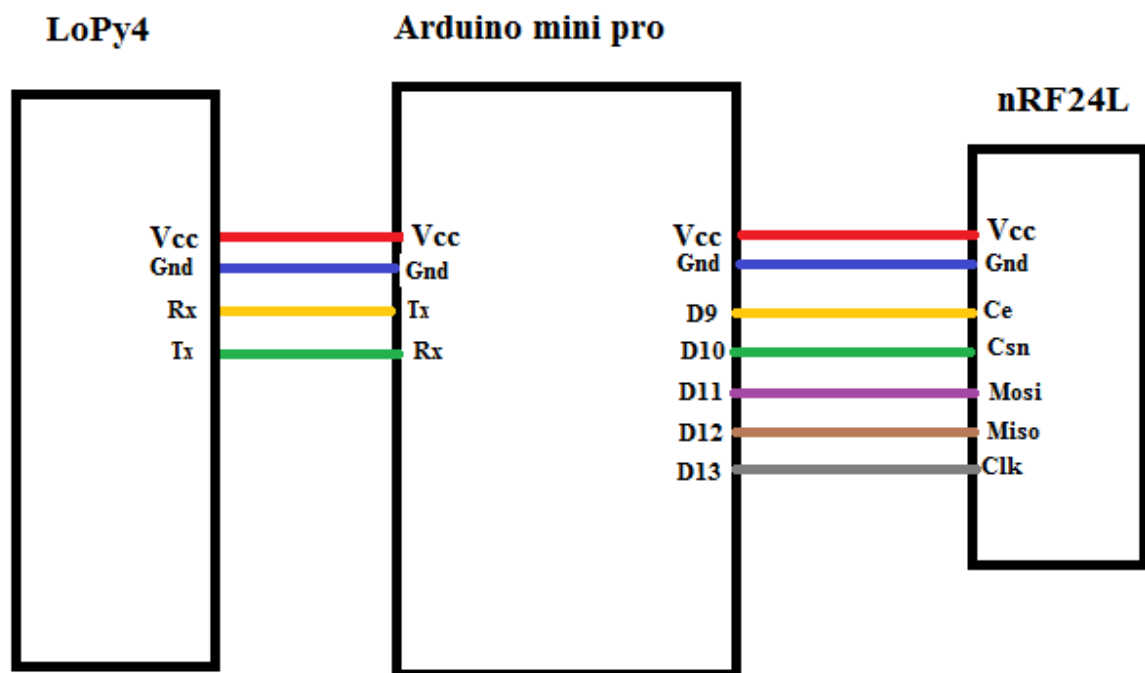 LoPy4
Arduino mini pro
nRF24L
Vcc Vcc Vcc Vcc
Gnd Gnd Gnd Gnd
Rx Tx D9 Ce
Tx Rx D10 Csn
D11 Mosi
D12 Miso
D13 Clk